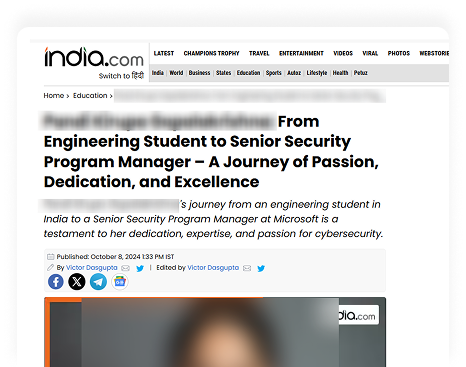 india.com
Switch to हिंदी
LATEST CHAMPIONS TROPHY TRAVEL ENTERTAINMENT VIDEOS VIRAL PHOTOS WEBSTORIE
India World Business States Education Sports Autoz Lifestyle Health Petuz
Home > Education >
From
Engineering Student to Senior Security
Program Manager – A Journey of Passion,
Dedication, and Excellence
's journey from an engineering student in
India to a Senior Security Program Manager at Microsoft is a
testament to her dedication, expertise, and passion for cybersecurity.
Published: October 8, 2024 1:33 PM IST
By Victor Dasgupta | Edited by Victor Dasgupta
dia.com